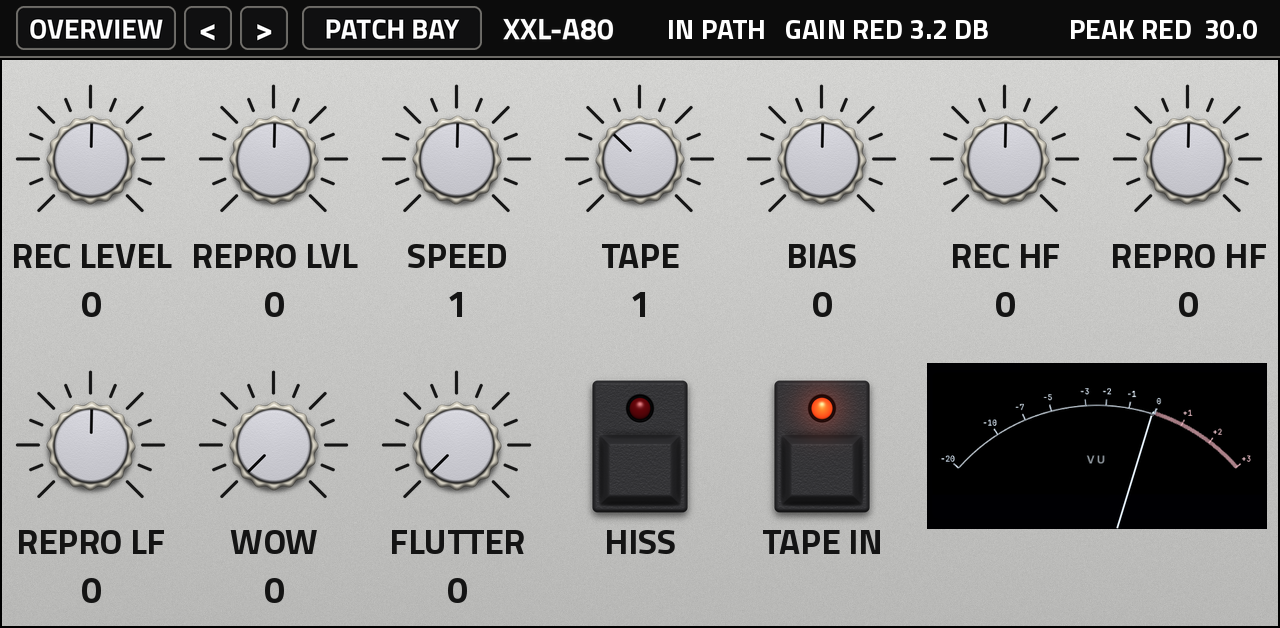 OVERVIEW < > PATCH BAY XXL-A80 IN PATH GAIN RED 3.2 DB PEAK RED 30.0
REC LEVEL REPRO LVL SPEED TAPE BIAS REC HF REPRO HF
0 0 1 1 0 0 0
-20 -10 -7 -5 -3 -2 -1 0 +1 +2 +3
VU
REPRO LF WOW FLUTTER HISS TAPE IN
0 0 0